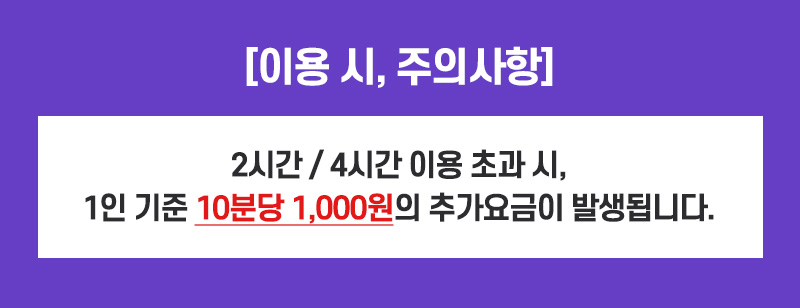 [이용 시, 주의사항]
2시간 / 4시간 이용 초과 시,
1인 기준 10분당 1,000원의 추가요금이 발생됩니다.